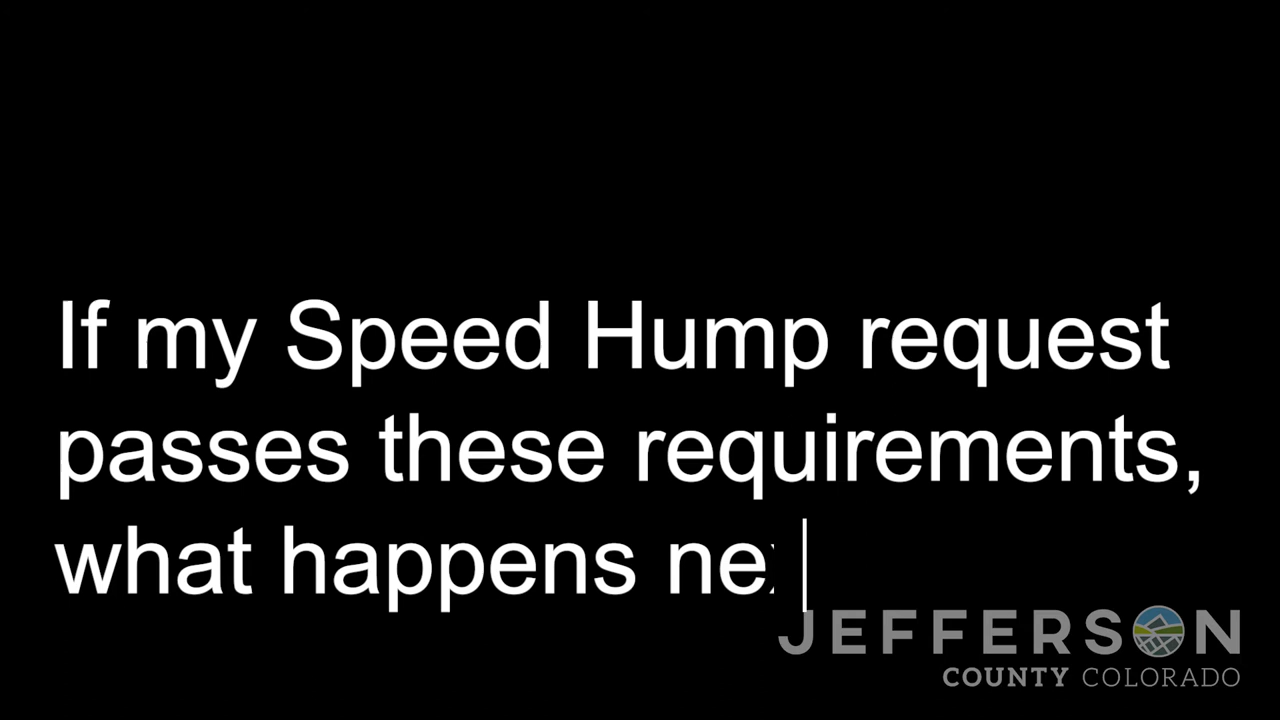 If my Speed Hump request
passes these requirements,
what happens ne
JEFFERSON
COUNTY COLORADO